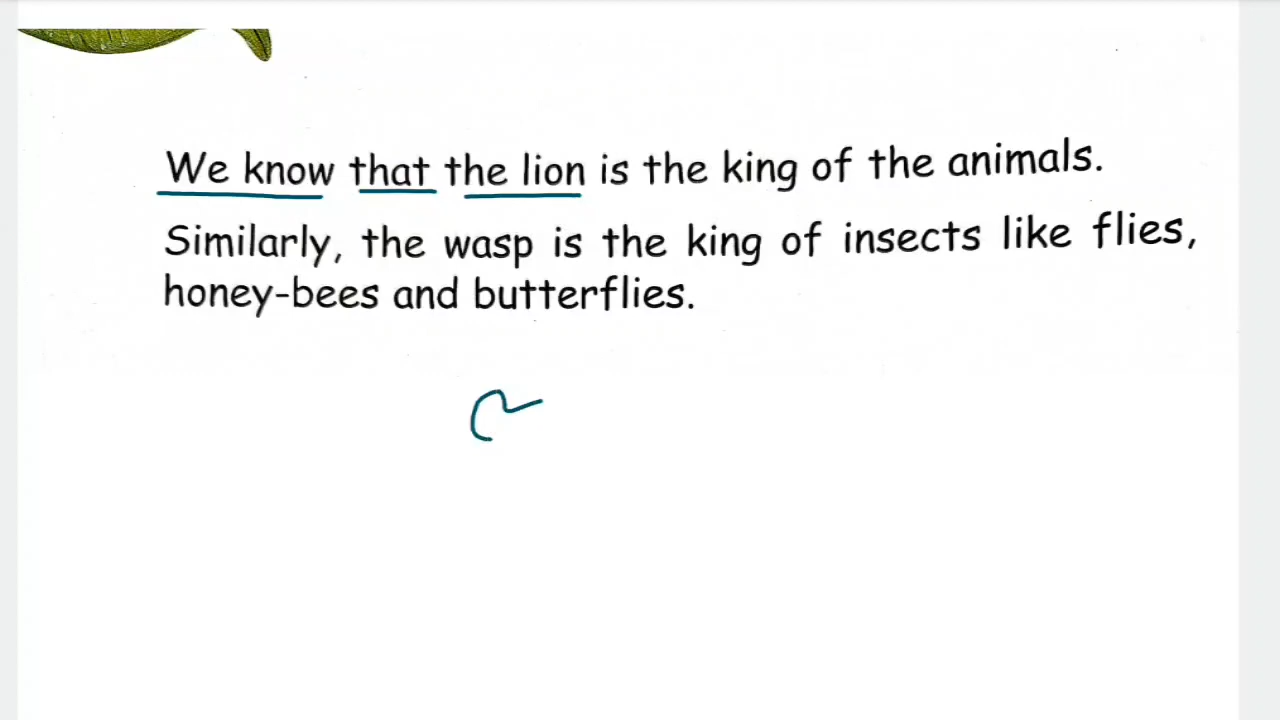 We know that the lion is the king of the animals.
Similarly, the wasp is the king of insects like flies,
honey-bees and butterflies.